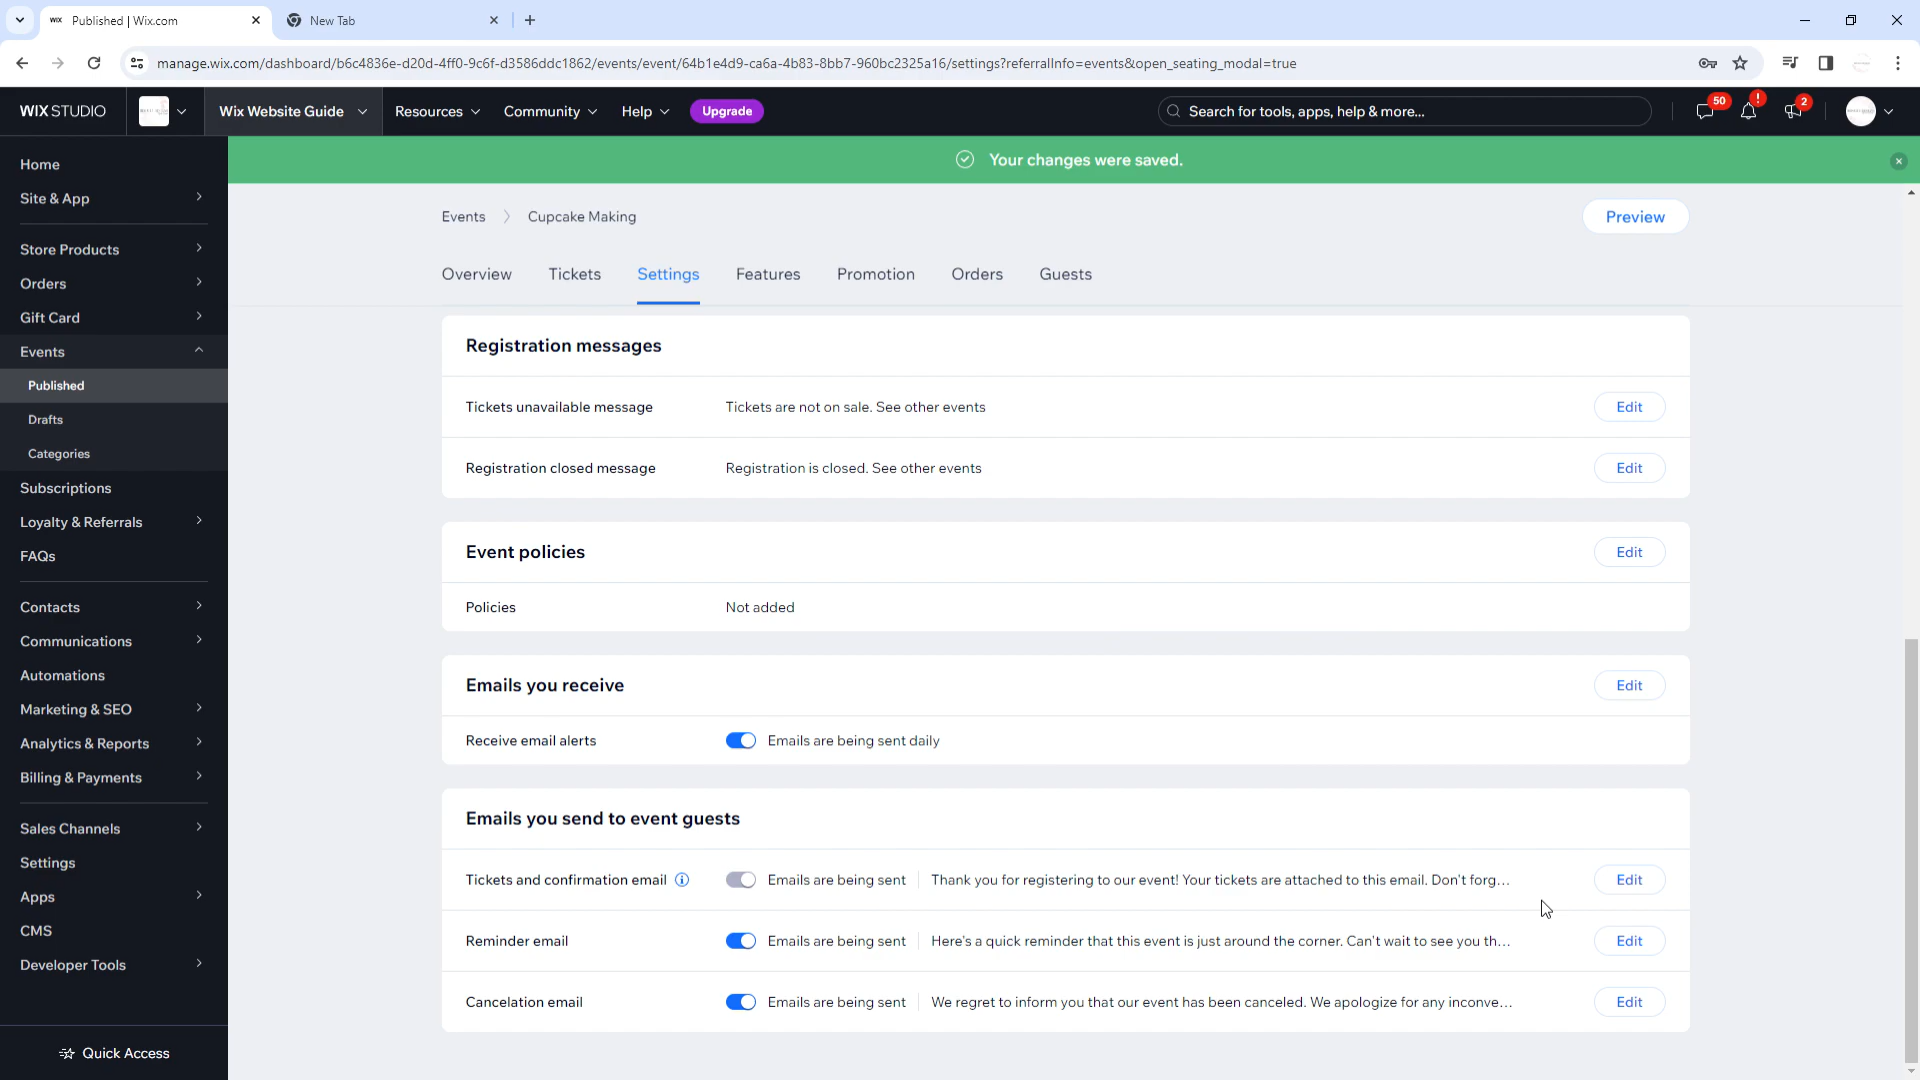 WIX Published | Wix.com
New Tab
manage.wix.com/dashboard/b6c4836e-d20d-4ff0-9c6f-d3586ddc1862/events/event/64b1e4d9-ca6a-4b83-8bb7-960bc2325a16/settings?referralInfo=events&open_seating_modal=true
WIX STUDIO
Wix Website Guide
Resources
Community
Help
Upgrade
Search for tools, apps, help & more...
50
!
2
Home
Site & App
Store Products
Orders
Gift Card
Events
Published
Drafts
Categories
Subscriptions
Loyalty & Referrals
FAQs
Contacts
Communications
Automations
Marketing & SEO
Analytics & Reports
Billing & Payments
Sales Channels
Settings
Apps
CMS
Developer Tools
Quick Access
Your changes were saved.
Events > Cupcake Making
Preview
Overview Tickets Settings Features Promotion Orders Guests
Registration messages
Tickets unavailable message Tickets are not on sale. See other events Edit
Registration closed message Registration is closed. See other events Edit
Event policies Edit
Policies Not added
Emails you receive Edit
Receive email alerts Emails are being sent daily
Emails you send to event guests
Tickets and confirmation email Emails are being sent Thank you for registering to our event! Your tickets are attached to this email. Don't forg... Edit
Reminder email Emails are being sent Here's a quick reminder that this event is just around the corner. Can't wait to see you th... Edit
Cancelation email Emails are being sent We regret to inform you that our event has been canceled. We apologize for any inconve... Edit